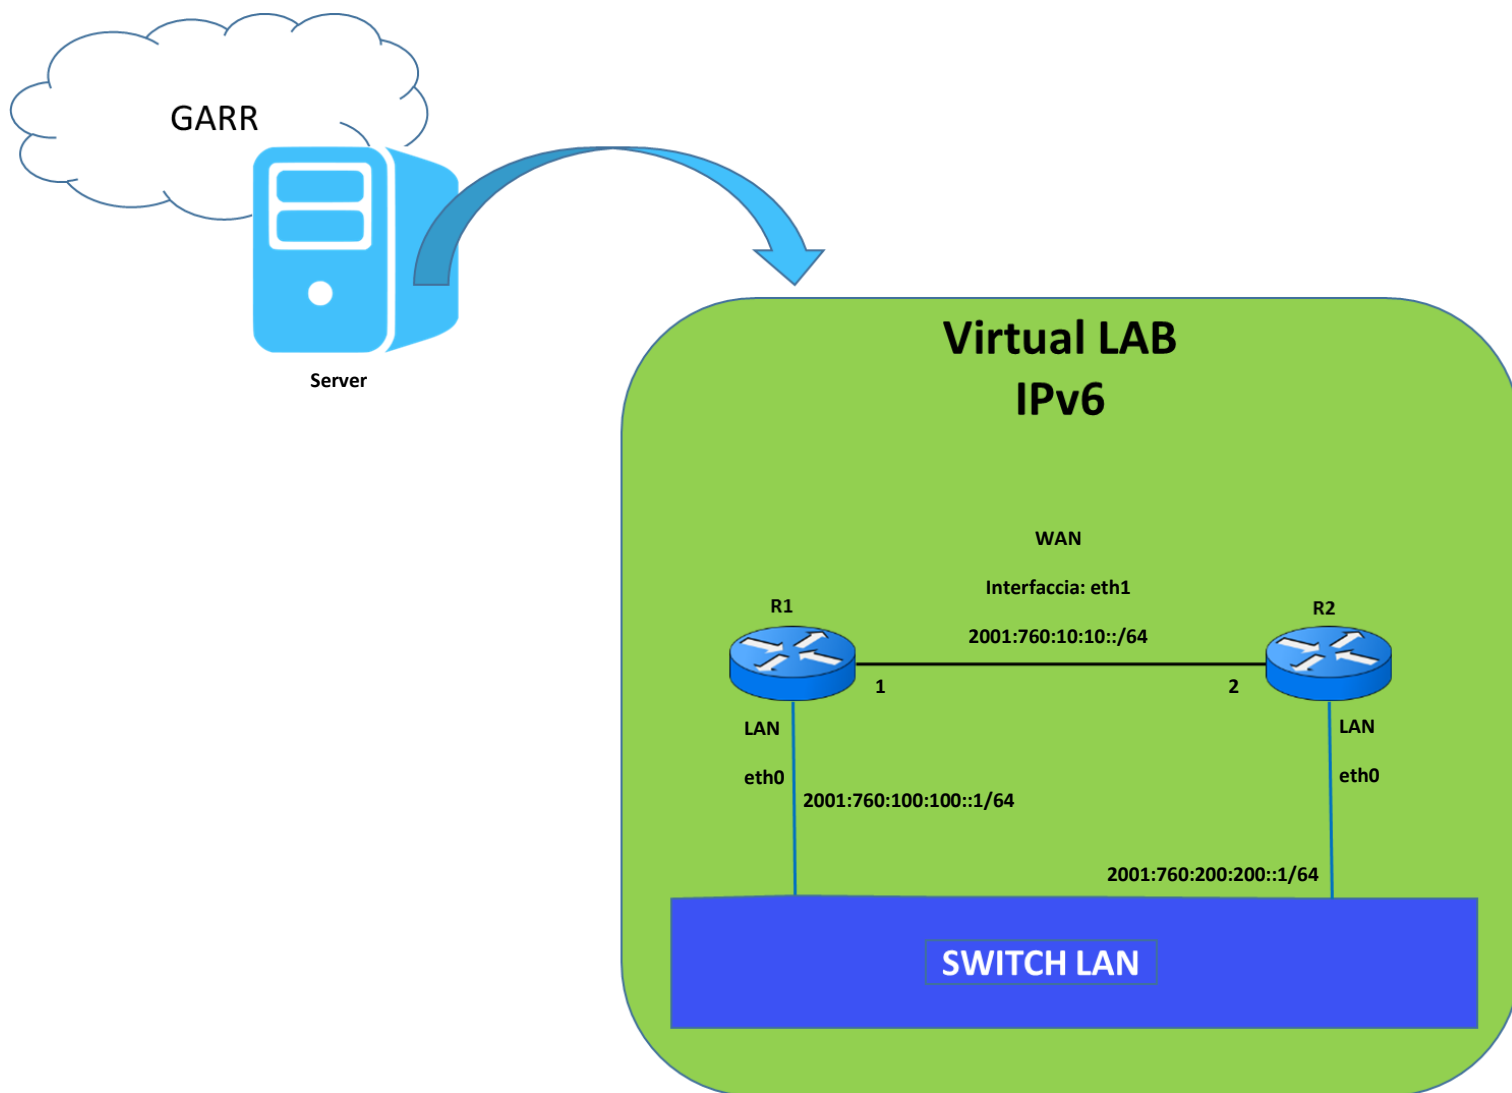 GARR
Server
Virtual LAB
IPv6
WAN
Interfaccia: eth1
R1
R2
2001:760:10:10::/64
1
2
LAN
LAN
eth0
eth0
2001:760:100:100::1/64
2001:760:200:200::1/64
SWITCH LAN